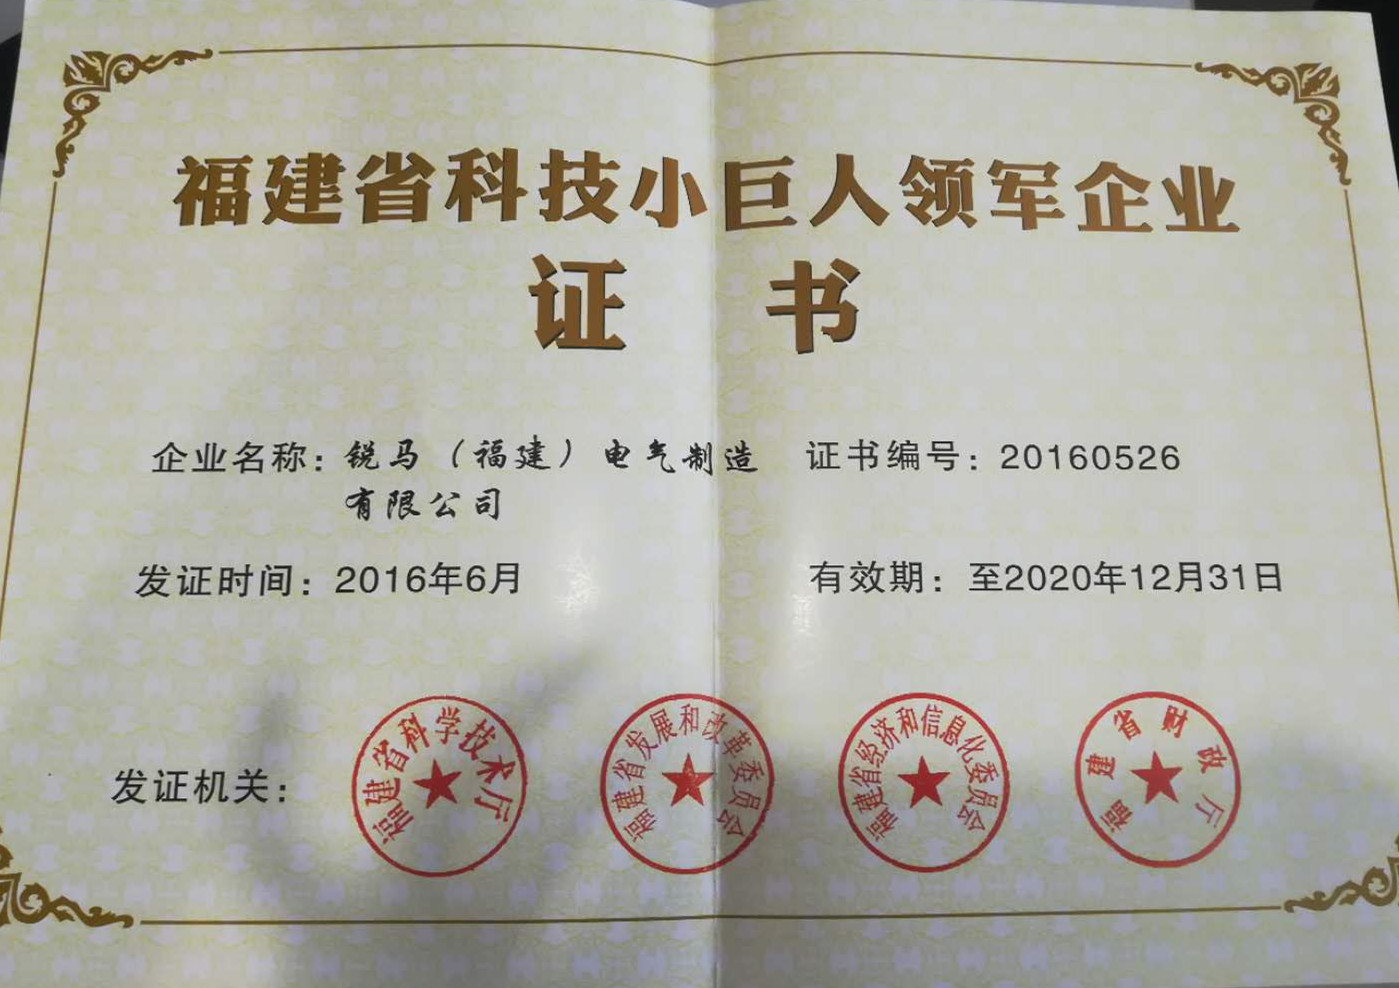 福建省科技小巨人领军企业
证 书
企业名称：锐马（福建）电气制造有限公司
证书编号：20160526
发证时间：2016年6月
有效期：至2020年12月31日
发证机关：
福建省科学技术厅
福建省发展和改革委员会
福建省经济和信息化委员会
福建省财政厅